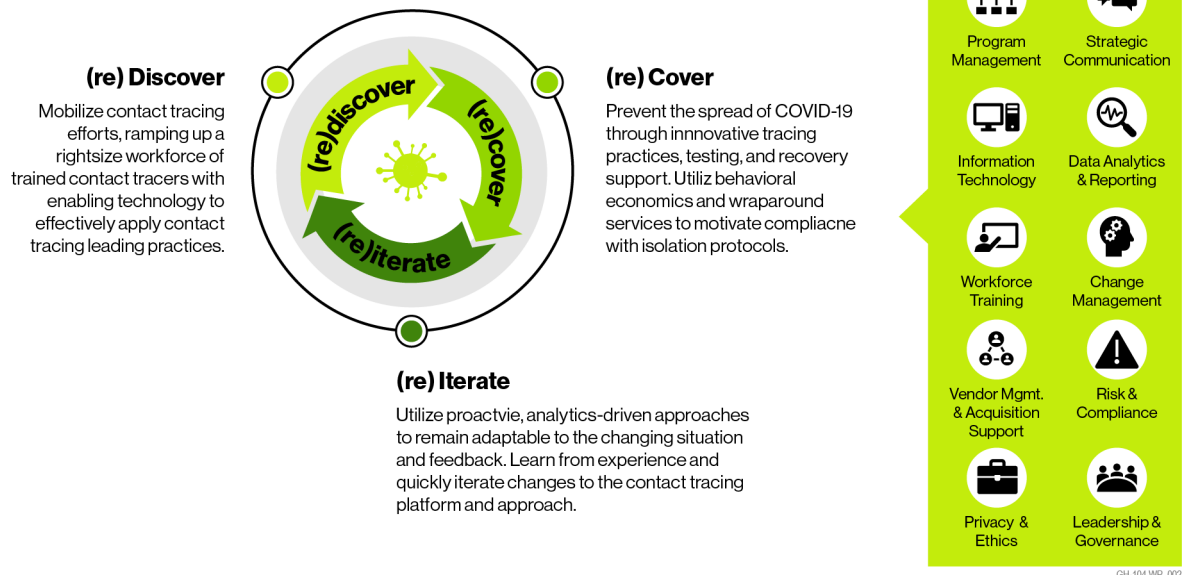 (re) Discover
Mobilize contact tracing
efforts, ramping up a
rightsize workforce of
trained contact tracers with
enabling technology to
effectively apply contact
tracing leading practices.
(re)discover
(re)cover
(re)iterate
(re) Cover
Prevent the spread of COVID-19
through innnovative tracing
practices, testing, and recovery
support. Utiliz behavioral
economics and wraparound
services to motivate compliacne
with isolation protocols.
(re) Iterate
Utilize proactvie, analytics-driven approaches
to remain adaptable to the changing situation
and feedback. Learn from experience and
quickly iterate changes to the contact tracing
platform and approach.
Program
Management
Strategic
Communication
Information
Technology
Data Analytics
& Reporting
Workforce
Training
Change
Management
Vendor Mgmt.
& Acquisition
Support
Risk &
Compliance
Privacy &
Ethics
Leadership &
Governance